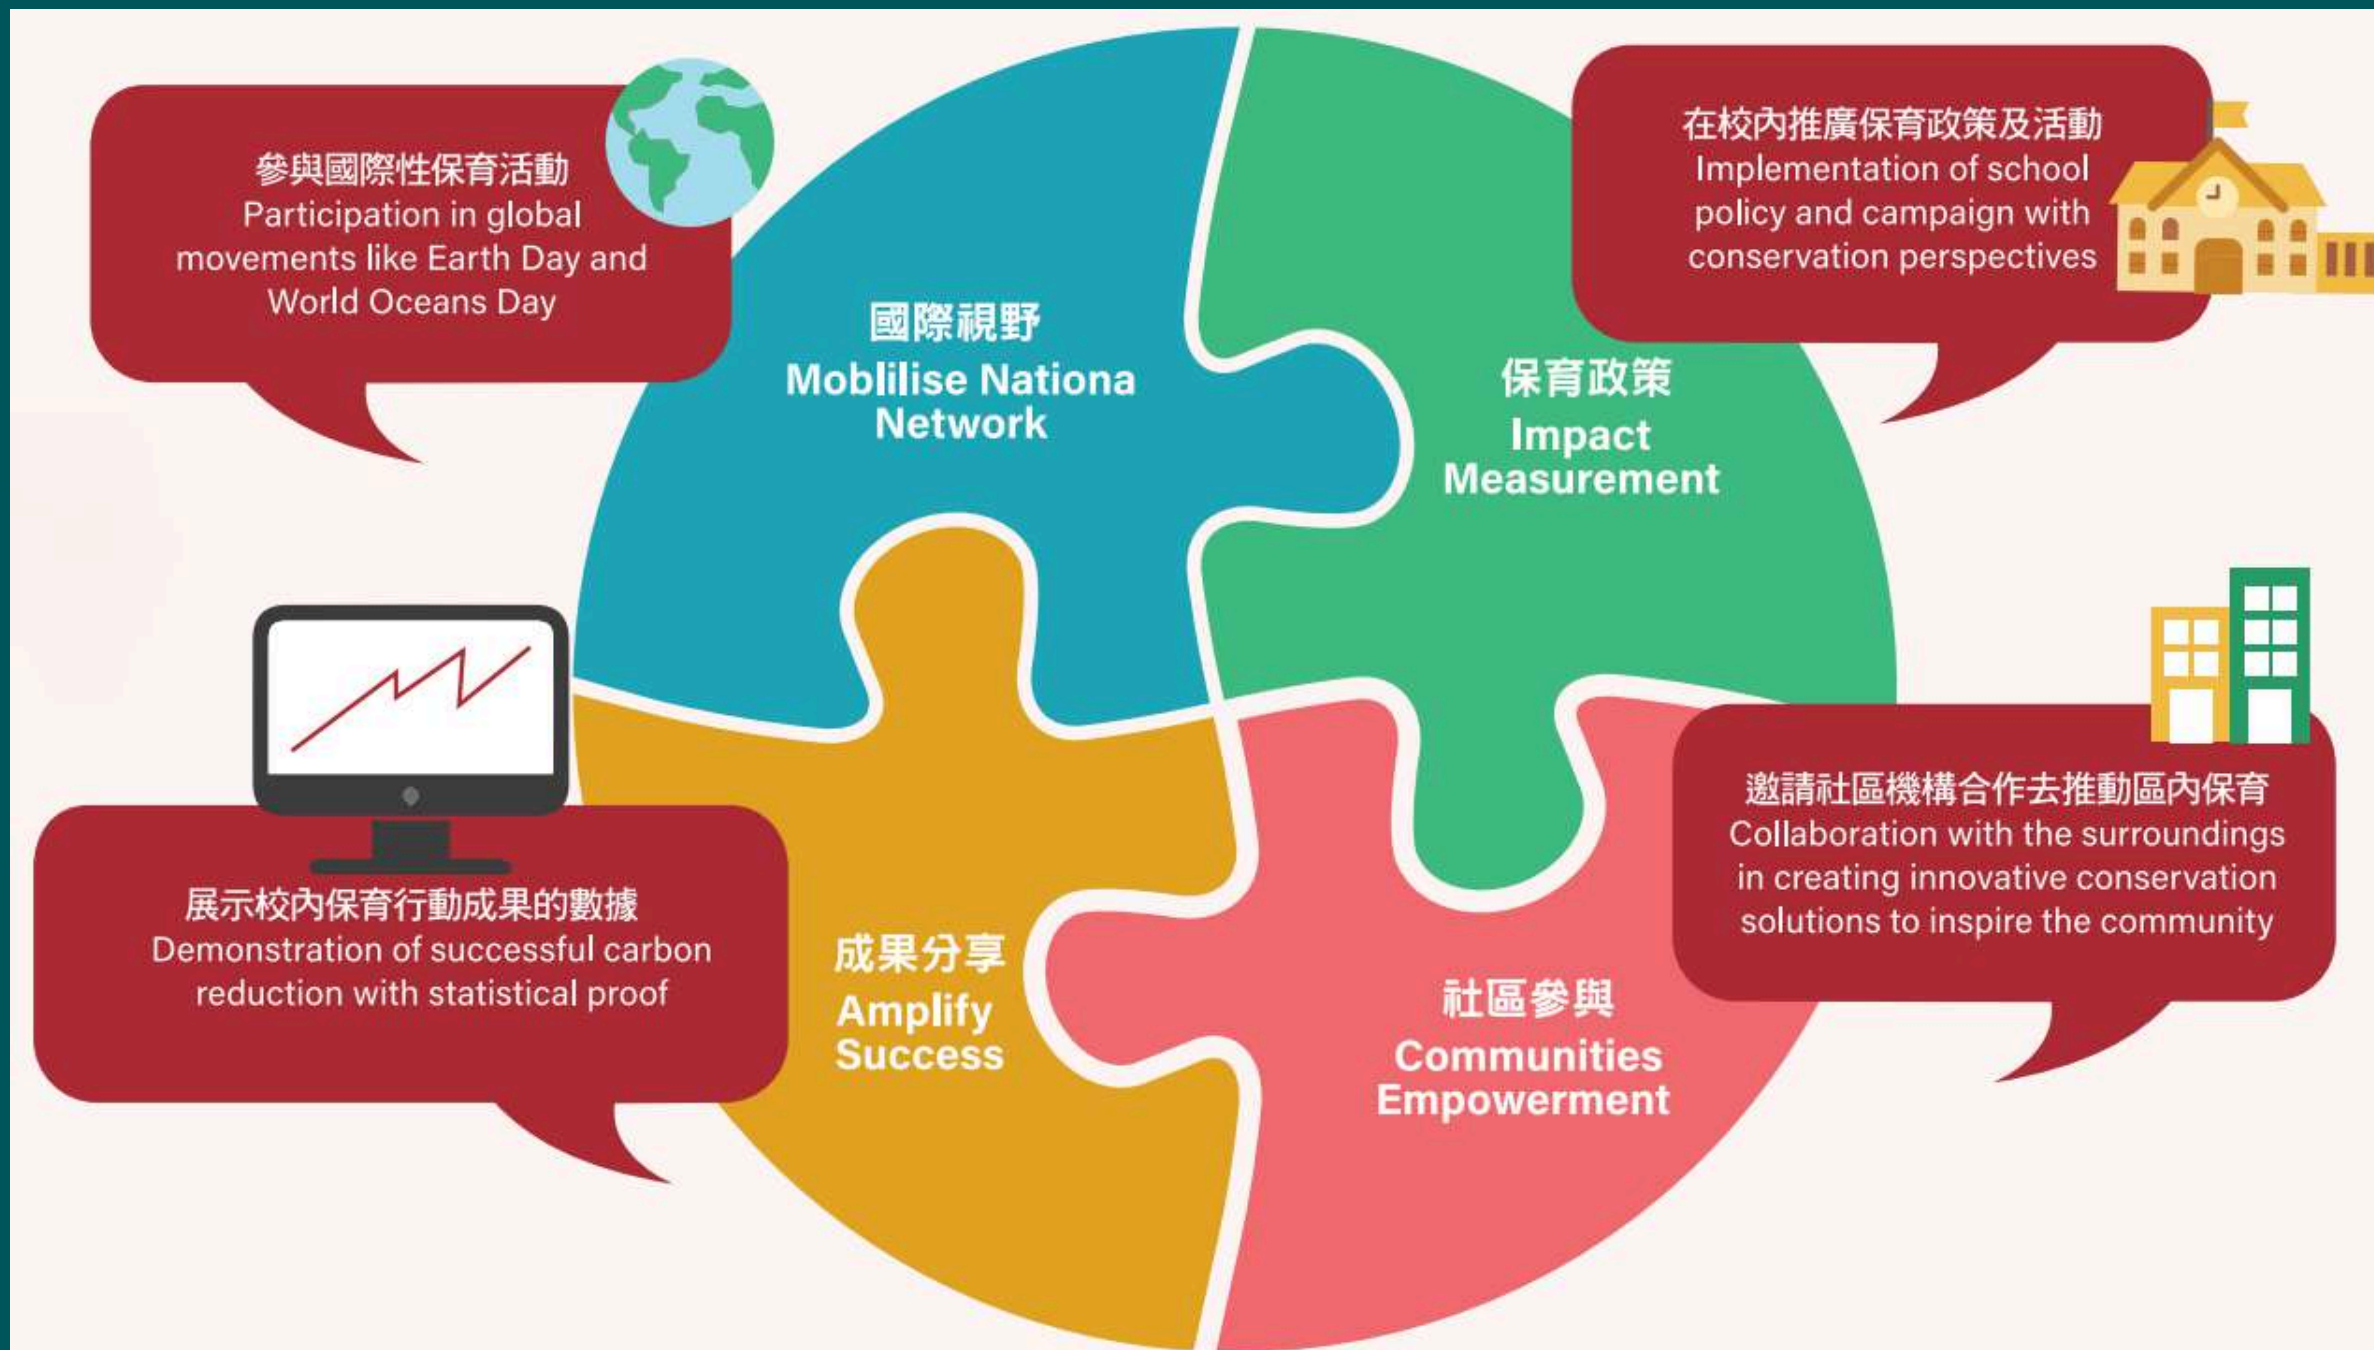 參與國際性保育活動
Participation in global
movements like Earth Day and
World Oceans Day
國際視野
Moblilise Nationa
Network
在校內推廣保育政策及活動
Implementation of school
policy and campaign with
conservation perspectives
保育政策
Impact
Measurement
展示校內保育行動成果的數據
Demonstration of successful carbon
reduction with statistical proof
成果分享
Amplify
Success
邀請社區機構合作去推動區內保育
Collaboration with the surroundings
in creating innovative conservation
solutions to inspire the community
社區參與
Communities
Empowerment